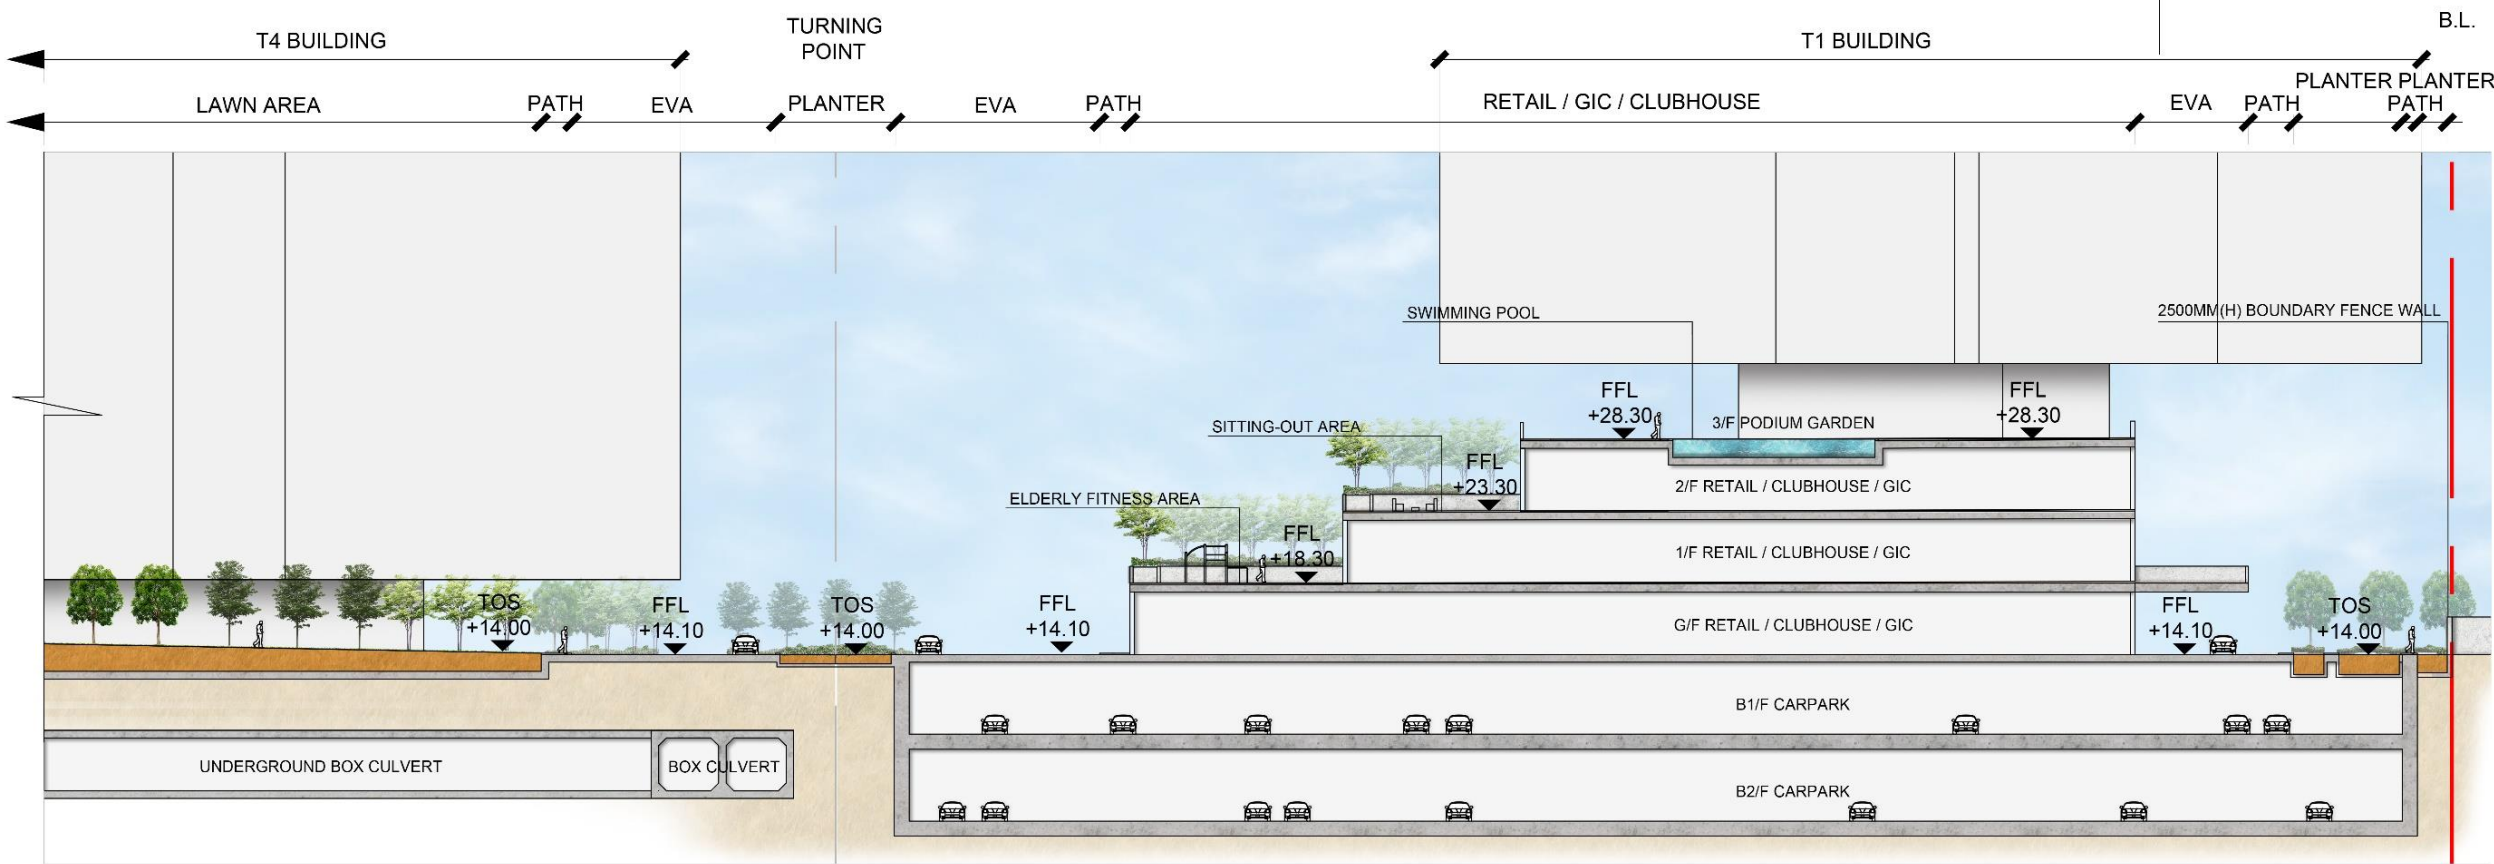 B.L.
T4 BUILDING
TURNING
POINT
T1 BUILDING
LAWN AREA
PATH
EVA
PLANTER
EVA
PATH
RETAIL / GIC / CLUBHOUSE
EVA
PATH
PLANTER PLANTER
PATH
SWIMMING POOL
2500MM(H) BOUNDARY FENCE WALL
FFL
+28.30
3/F PODIUM GARDEN
FFL
+28.30
SITTING-OUT AREA
FFL
+23.30
2/F RETAIL / CLUBHOUSE / GIC
ELDERLY FITNESS AREA
FFL
+18.30
1/F RETAIL / CLUBHOUSE / GIC
TOS
+14.00
FFL
+14.10
TOS
+14.00
FFL
+14.10
G/F RETAIL / CLUBHOUSE / GIC
FFL
+14.10
TOS
+14.00
B1/F CARPARK
UNDERGROUND BOX CULVERT
BOX CULVERT
B2/F CARPARK